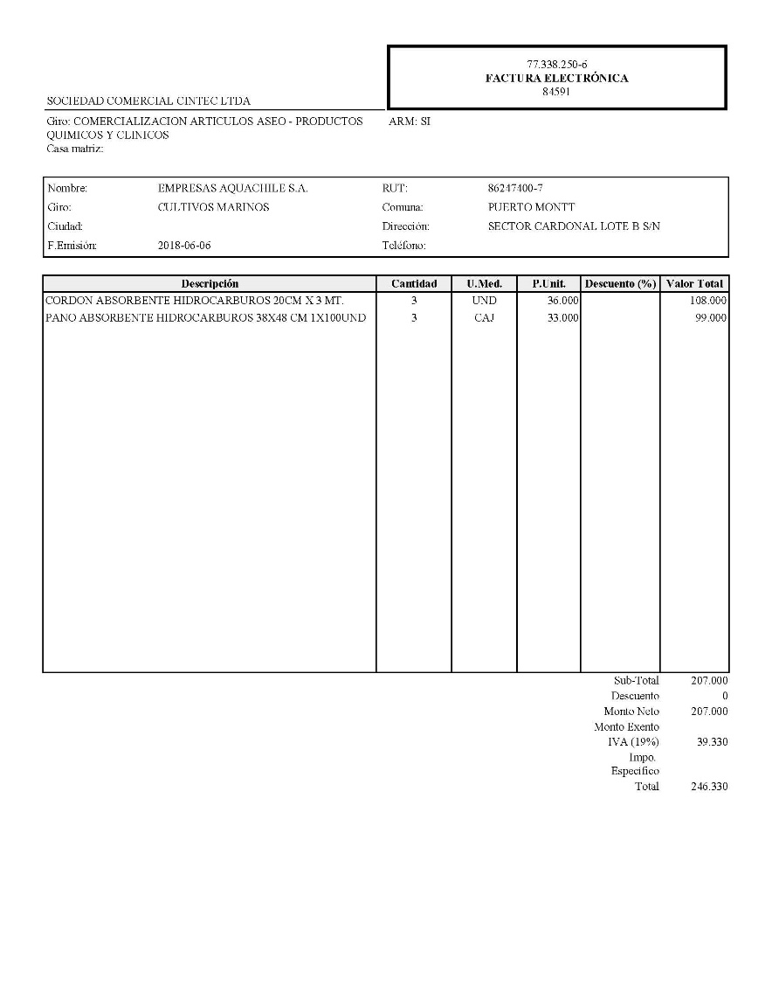 77.338.250-6
FACTURA ELECTRÓNICA
84591
SOCIEDAD COMERCIAL CINTEC LTDA
Giro: COMERCIALIZACION ARTICULOS ASEO - PRODUCTOS QUIMICOS Y CLINICOS
ARM: SI
Casa matriz:
Nombre: EMPRESAS AQUACHILE S.A. RUT: 86247400-7
Giro: CULTIVOS MARINOS Comuna: PUERTO MONTT
Ciudad: Dirección: SECTOR CARDONAL LOTE B S/N
F.Emisión: 2018-06-06 Teléfono:
Descripción Cantidad U.Med. P.Unit. Descuento (%) Valor Total
CORDON ABSORBENTE HIDROCARBUROS 20CM X 3 MT. 3 UND 36.000 108.000
PANO ABSORBENTE HIDROCARBUROS 38X48 CM 1X100UND 3 CAJ 33.000 99.000
Sub-Total 207.000
Descuento 0
Monto Neto 207.000
Monto Exento
IVA (19%) 39.330
Impo.
Especifico
Total 246.330